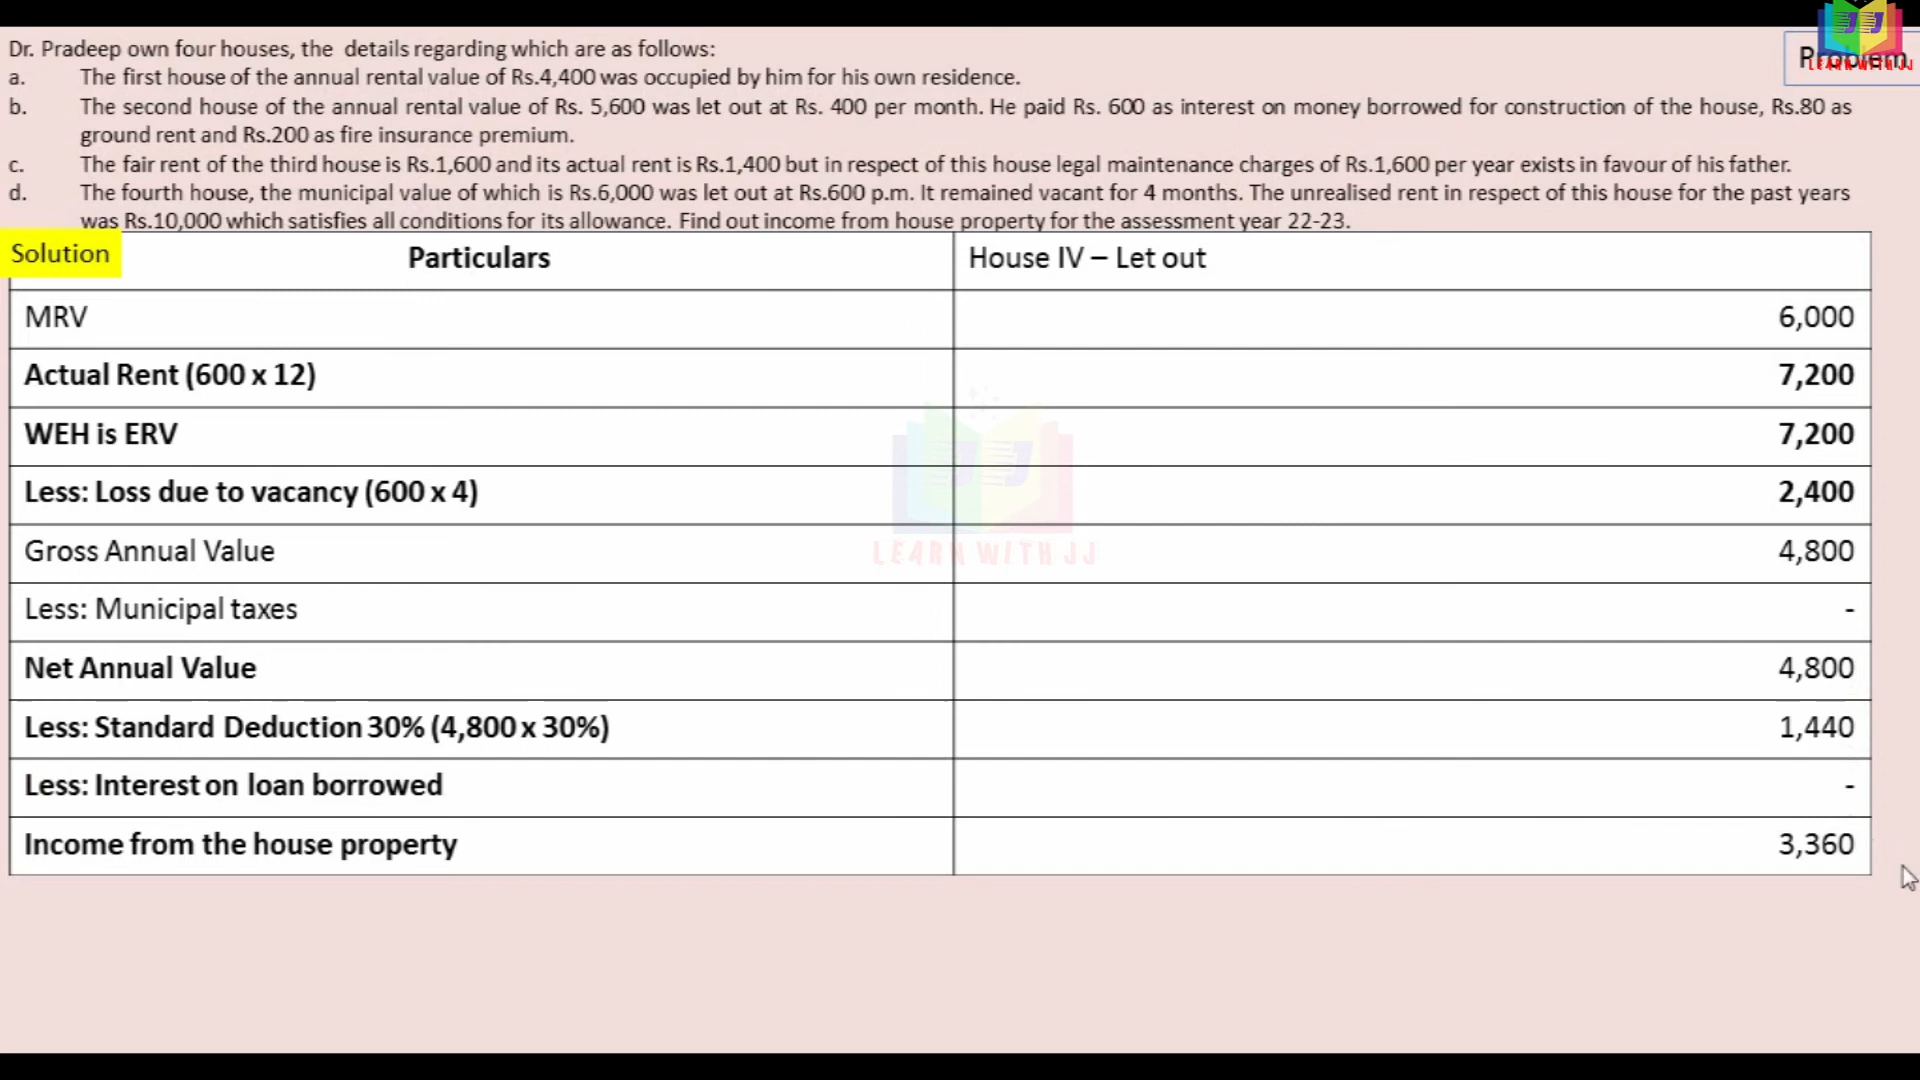 Dr. Pradeep own four houses, the details regarding which are as follows:
a. The first house of the annual rental value of Rs.4,400 was occupied by him for his own residence.
b. The second house of the annual rental value of Rs. 5,600 was let out at Rs. 400 per month. He paid Rs. 600 as interest on money borrowed for construction of the house, Rs.80 as
ground rent and Rs.200 as fire insurance premium.
c. The fair rent of the third house is Rs.1,600 and its actual rent is Rs.1,400 but in respect of this house legal maintenance charges of Rs.1,600 per year exists in favour of his father.
d. The fourth house, the municipal value of which is Rs.6,000 was let out at Rs.600 p.m. It remained vacant for 4 months. The unrealised rent in respect of this house for the past years
was Rs.10,000 which satisfies all conditions for its allowance. Find out income from house property for the assessment year 22-23.
Problem
LEARN WITH JJ
Solution
Particulars House IV – Let out
MRV 6,000
Actual Rent (600 x 12) 7,200
WEH is ERV 7,200
Less: Loss due to vacancy (600 x 4) 2,400
Gross Annual Value 4,800
LEARN WITH JJ
Less: Municipal taxes -
Net Annual Value 4,800
Less: Standard Deduction 30% (4,800 x 30%) 1,440
Less: Interest on loan borrowed -
Income from the house property 3,360